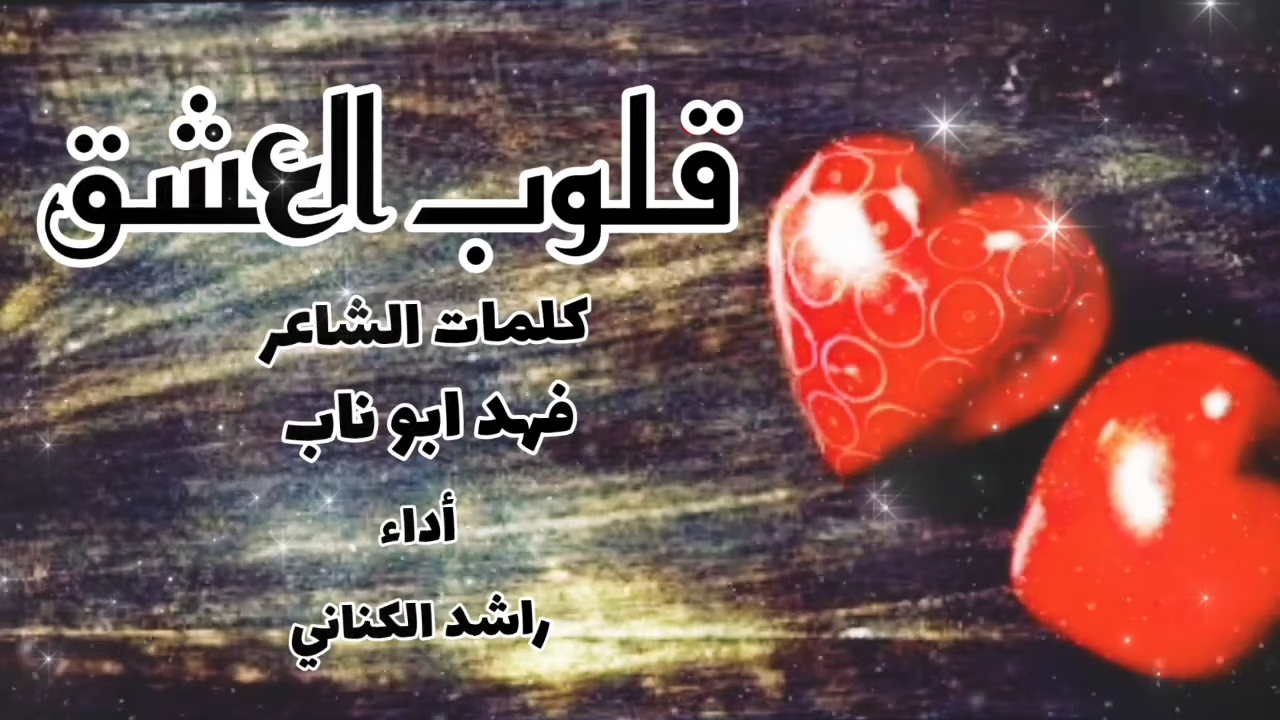 قلوب العشق
كلمات الشاعر
فهد ابو ناب
أداء
راشد الكناني